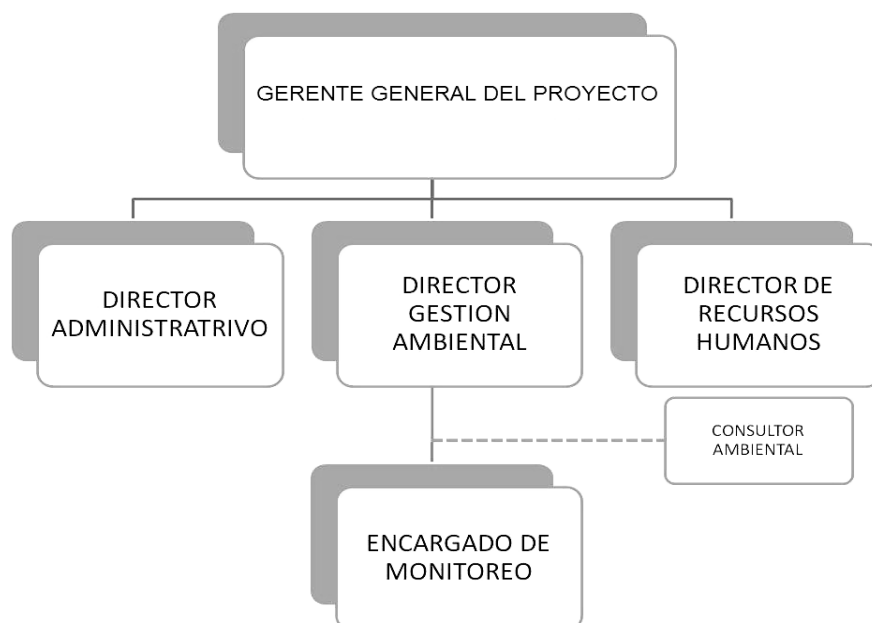 GERENTE GENERAL DEL PROYECTO
DIRECTOR
ADMINISTRATRIVO
DIRECTOR
GESTION
AMBIENTAL
DIRECTOR DE
RECURSOS
HUMANOS
CONSULTOR
AMBIENTAL
ENCARGADO DE
MONITOREO